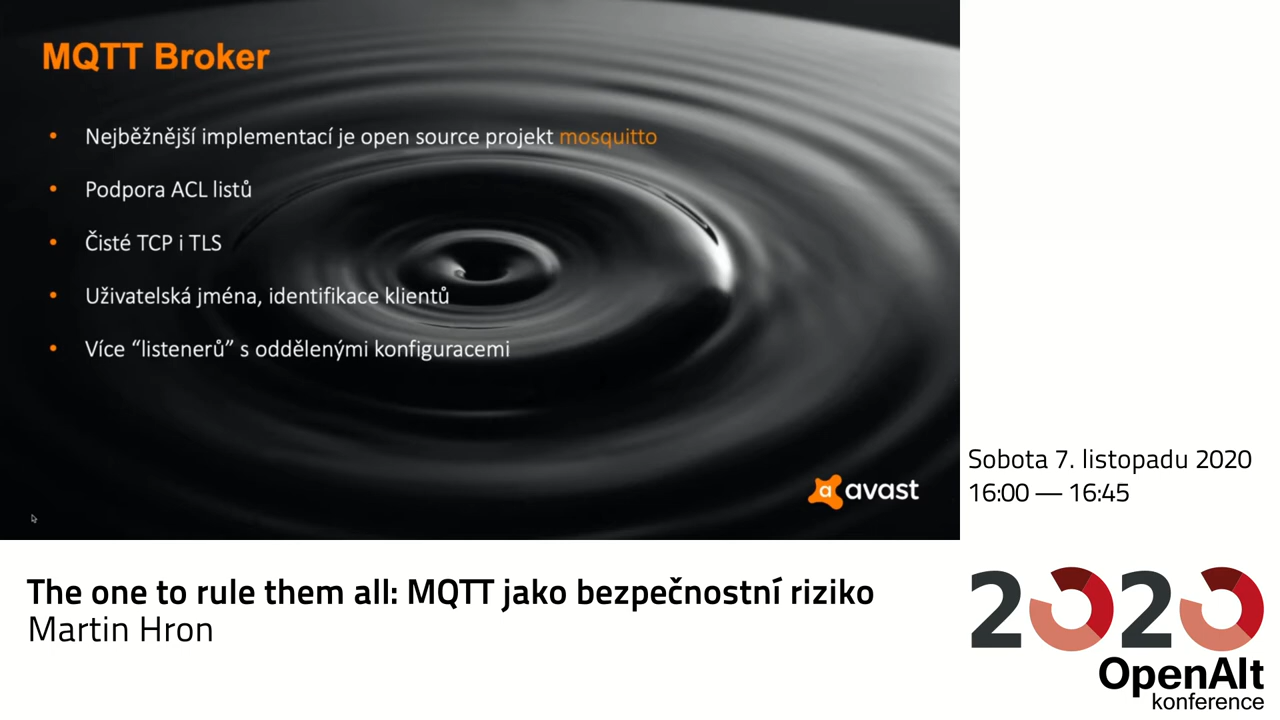 MQTT Broker
• Nejběžnější implementací je open source projekt mosquitto
• Podpora ACL listů
• Čisté TCP i TLS
• Uživatelská jména, identifikace klientů
• Více “listenerů” s oddělenými konfiguracemi
avast
Sobota 7. listopadu 2020
16:00 — 16:45
The one to rule them all: MQTT jako bezpečnostní riziko
Martin Hron
2020
OpenAlt
konference